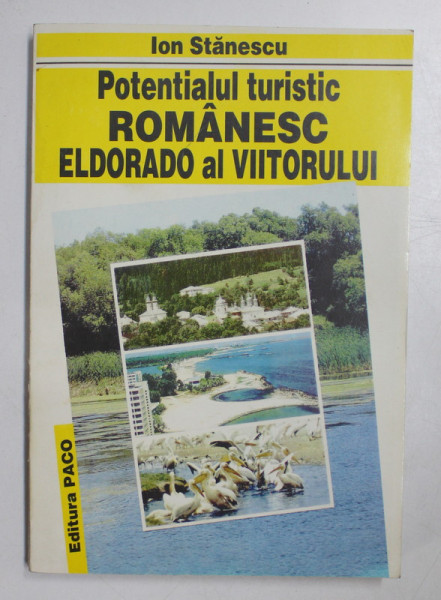 Ion Stănescu
Potentialul turistic
ROMÂNESC
ELDORADO al VIITORULUI
Editura PACO